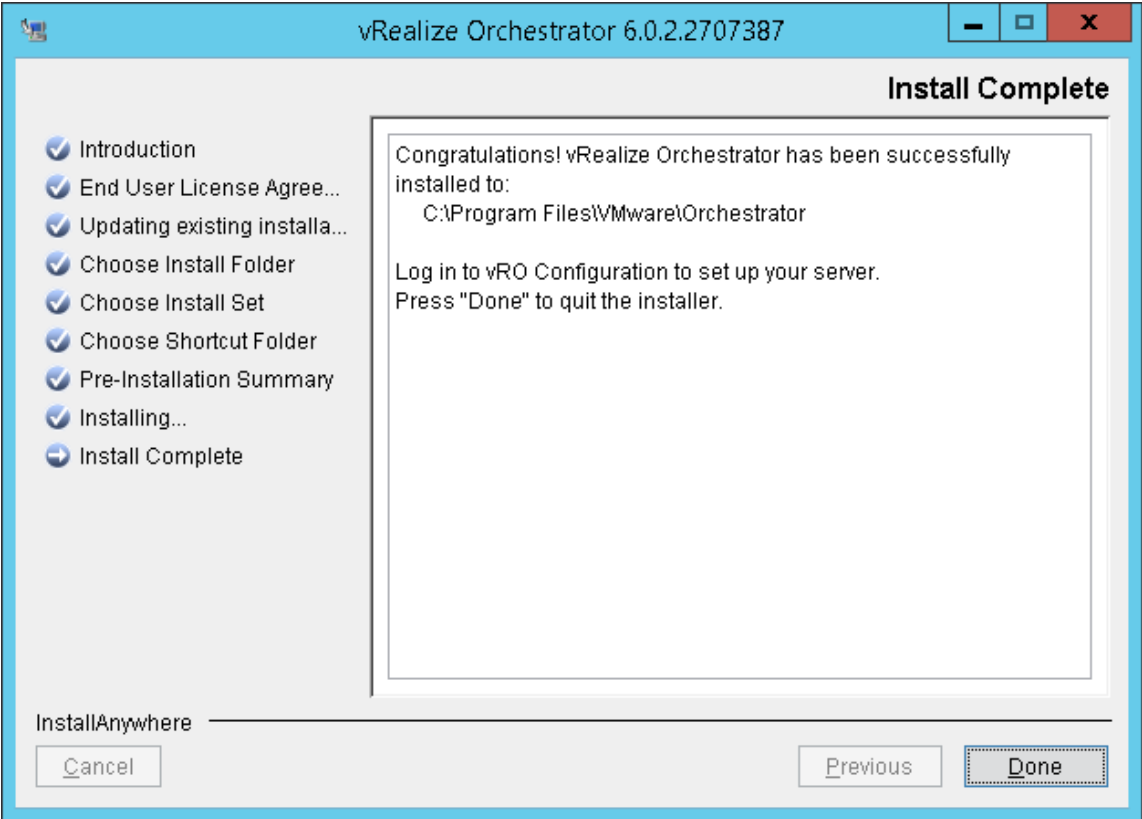 vRealize Orchestrator 6.0.2.2707387
Install Complete
Introduction
End User License Agree...
Updating existing installa...
Choose Install Folder
Choose Install Set
Choose Shortcut Folder
Pre-Installation Summary
Installing...
Install Complete
Congratulations! vRealize Orchestrator has been successfully
installed to:
C:\Program Files\VMware\Orchestrator
Log in to vRO Configuration to set up your server.
Press "Done" to quit the installer.
InstallAnywhere
Cancel
Previous
Done